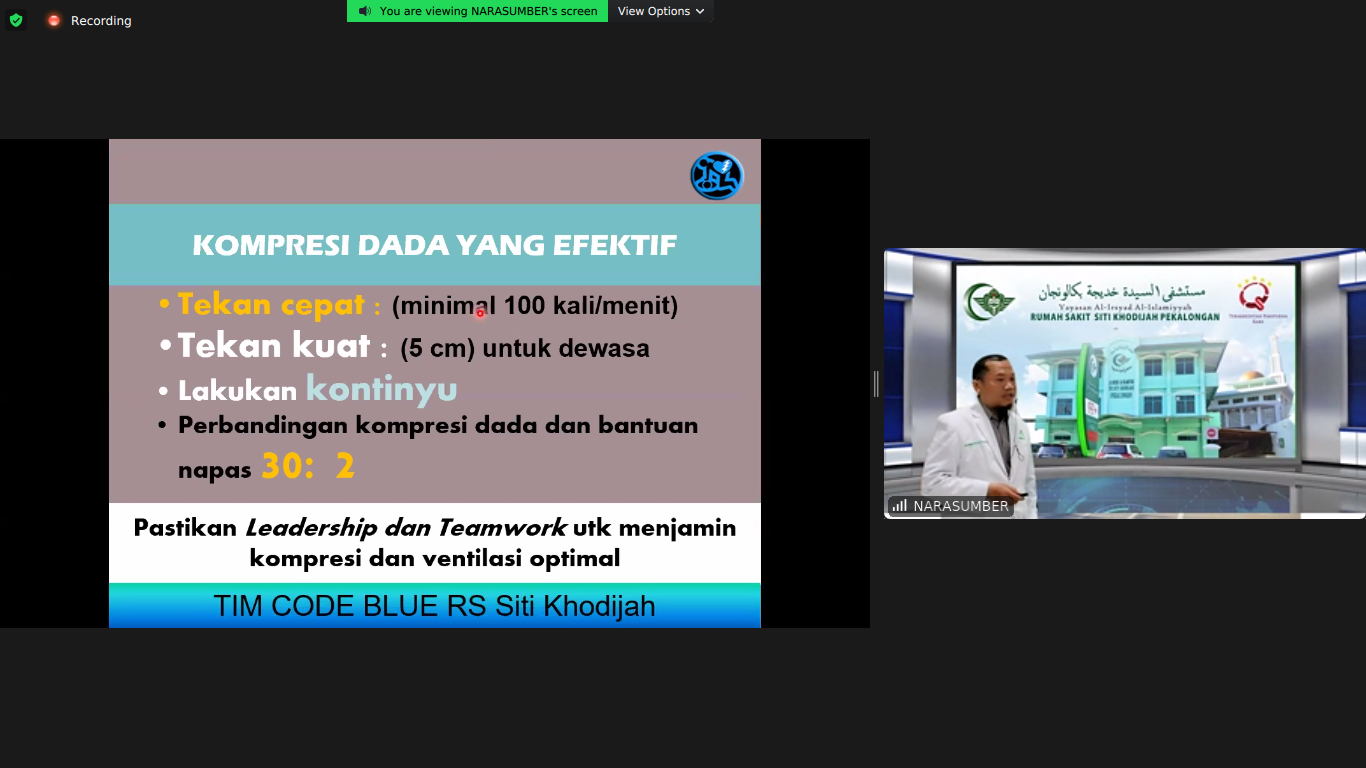 Recording
You are viewing NARASUMBER's screen
View Options
KOMPRESI DADA YANG EFEKTIF
•Tekan cepat : (minimal 100 kali/menit)
•Tekan kuat : (5 cm) untuk dewasa
• Lakukan kontinyu
• Perbandingan kompresi dada dan bantuan
napas 30: 2
Pastikan Leadership dan Teamwork utk menjamin
kompresi dan ventilasi optimal
TIM CODE BLUE RS Siti Khodijah
مستشفى السيدة خديجة بكالونجان
Yayasan Al-Irsyad Al-Islamiyyah
RUMAH SAKIT SITI KHODIJAH PEKALONGAN
NARASUMBER